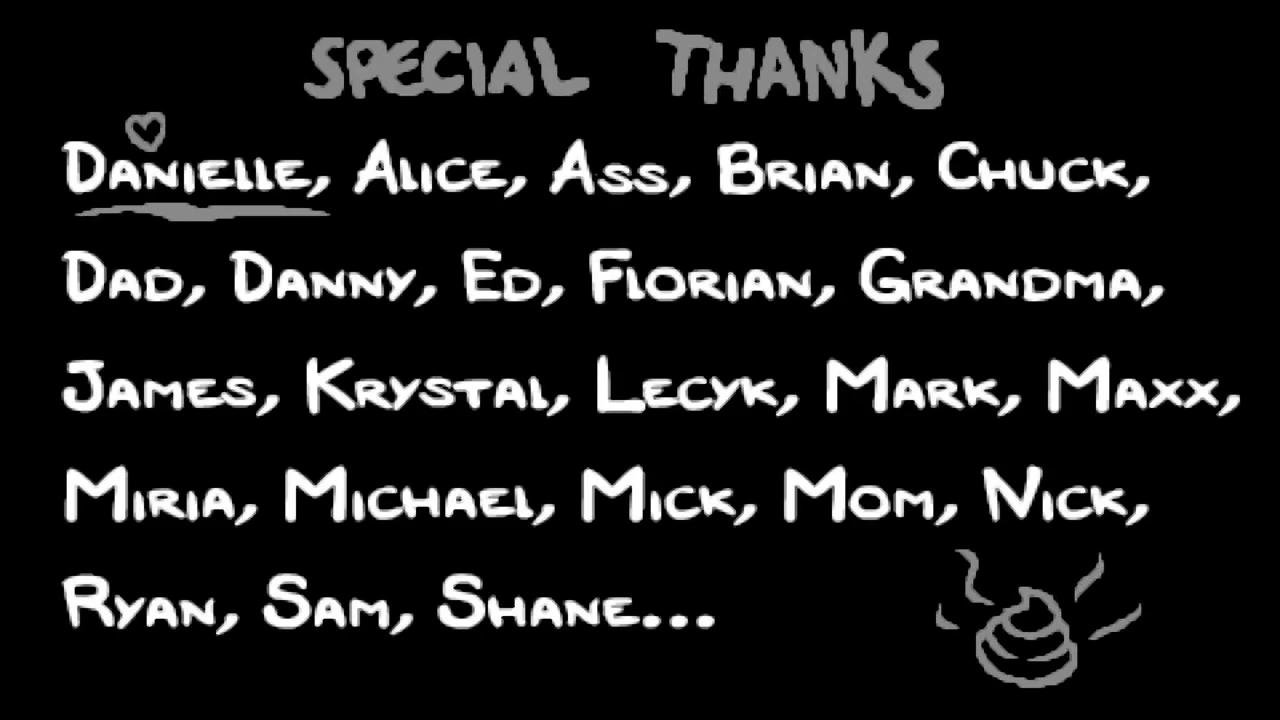 SPECIAL THANKS
DANIELLE, ALICE, ASS, BRIAN, CHUCK,
DAD, DANNY, ED, FLORIAN, GRANDMA,
JAMES, KRYSTAL, LECYK, MARK, MAXX,
MIRIA, MICHAEL, MICK, MOM, NICK,
RYAN, SAM, SHANE...